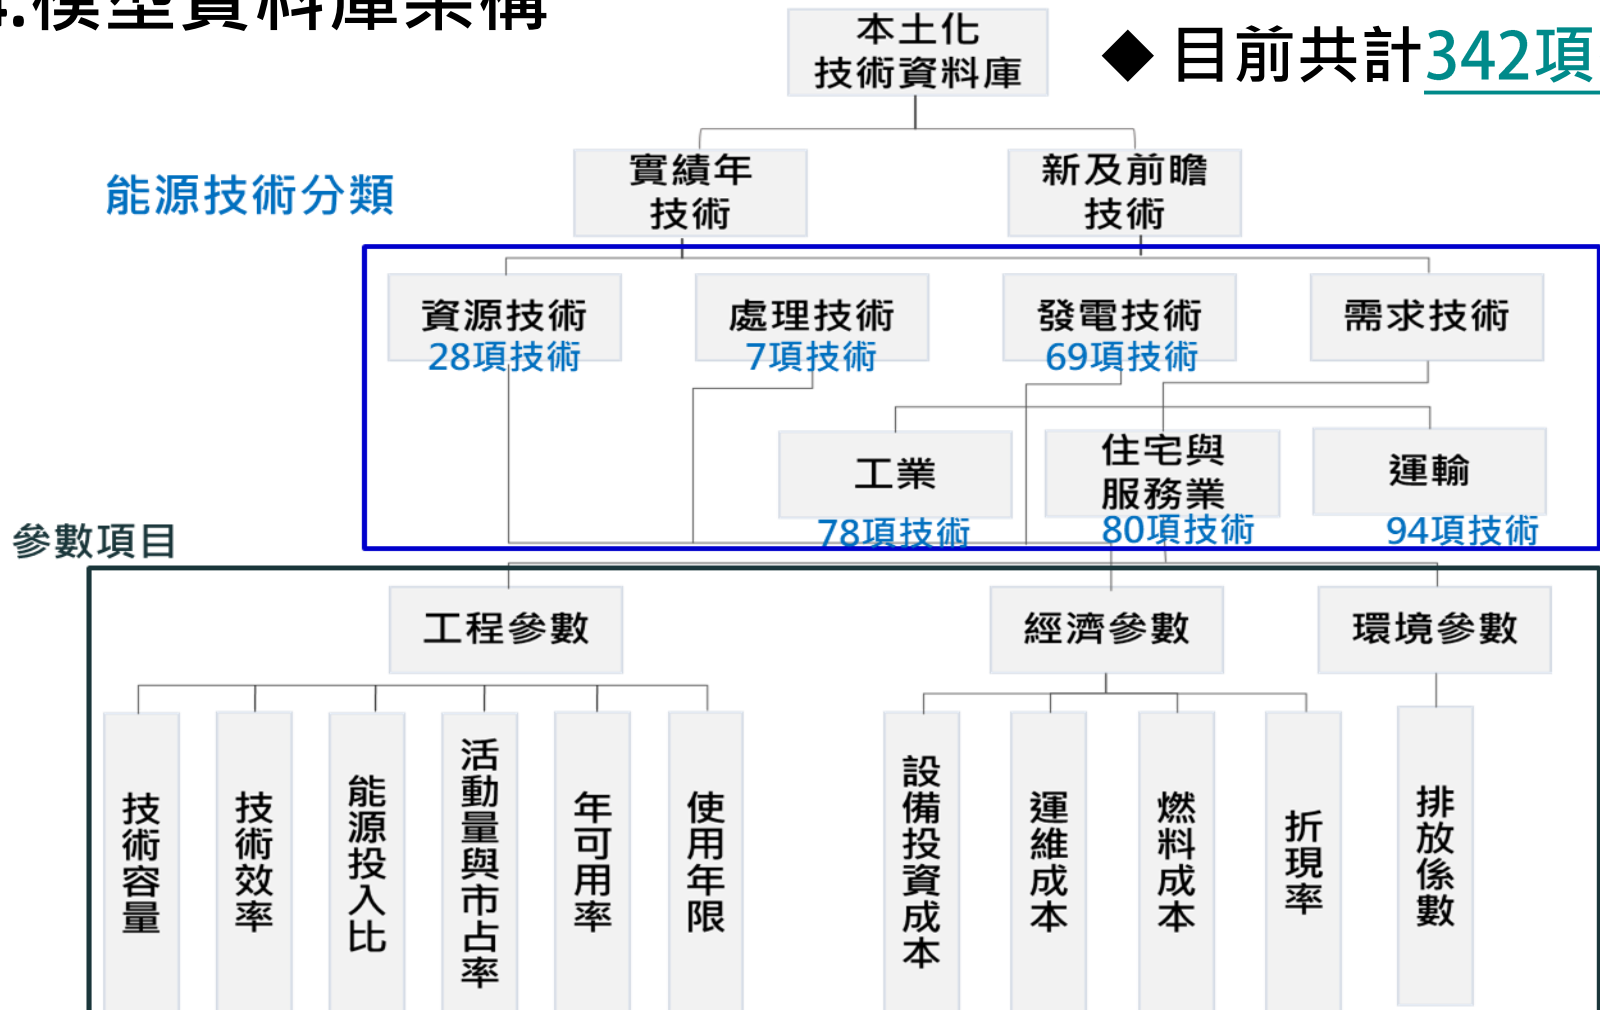 4.模型資料庫架構
本土化
技術資料庫
◆ 目前共計342項
實績年
技術
新及前瞻
技術
能源技術分類
資源技術
28項技術
處理技術
7項技術
發電技術
69項技術
需求技術
工業
78項技術
住宅與
服務業
80項技術
運輸
94項技術
參數項目
工程參數
經濟參數
環境參數
技術容量
技術效率
能源投入比
活動量與市占率
年可用率
使用年限
設備投資成本
運維成本
燃料成本
折現率
排放係數